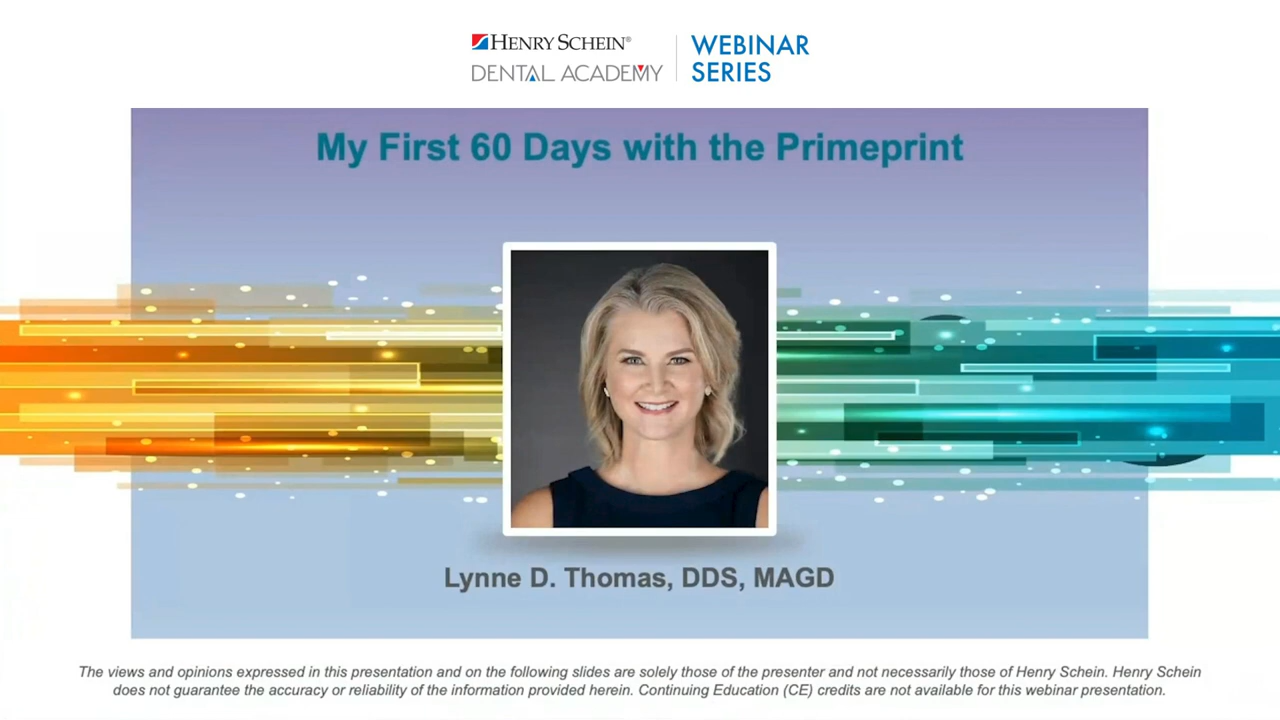 HENRY SCHEIN®
DENTAL ACADEMY
WEBINAR
SERIES
My First 60 Days with the Primeprint
Lynne D. Thomas, DDS, MAGD
The views and opinions expressed in this presentation and on the following slides are solely those of the presenter and not necessarily those of Henry Schein. Henry Schein
does not guarantee the accuracy or reliability of the information provided herein. Continuing Education (CE) credits are not available for this webinar presentation.